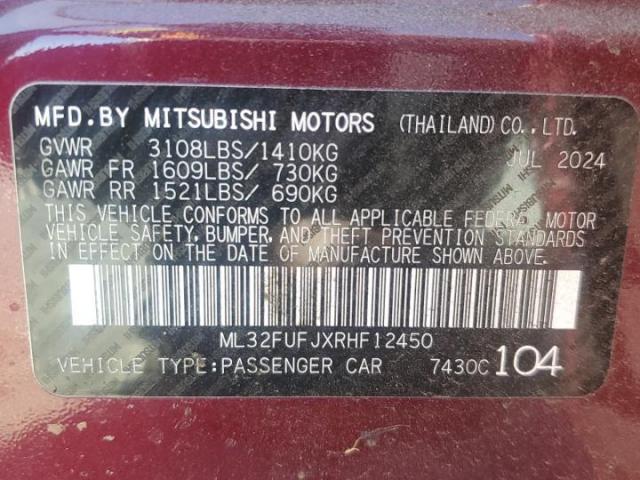 MFD.BY MITSUBISHI MOTORS (THAILAND) CO., LTD.
GVWR 3108LBS/1410KG JUL 2024
GAWR FR 1609LBS/ 730KG
GAWR RR 1521LBS/ 690KG
THIS VEHICLE CONFORMS TO ALL APPLICABLE FEDERAL MOTOR
VEHICLE SAFETY, BUMPER, AND THEFT PREVENTION STANDARDS
IN EFFECT ON THE DATE OF MANUFACTURE SHOWN ABOVE.
ML32FUFJXRHF12450
VEHICLE TYPE:PASSENGER CAR 7430C 104